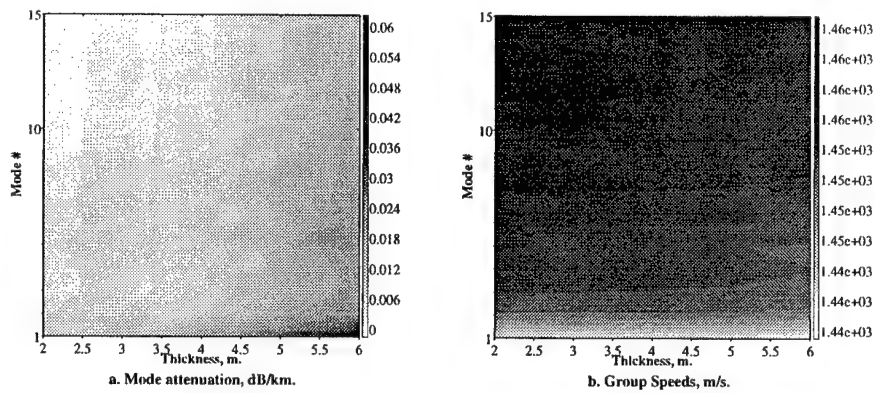 15
10
1
Mode #
2 2.5 3 3.5 4 4.5 5 5.5 6
Thickness, m.
0.06
0.054
0.048
0.042
0.036
0.03
0.024
0.018
0.012
0.006
0
a. Mode attenuation, dB/km.
15
10
1
Mode #
2 2.5 3 3.5 4 4.5 5 5.5 6
Thickness, m.
1.46e+03
1.46e+03
1.46e+03
1.46e+03
1.45e+03
1.45e+03
1.45e+03
1.45e+03
1.44e+03
1.44e+03
1.44e+03
b. Group Speeds, m/s.